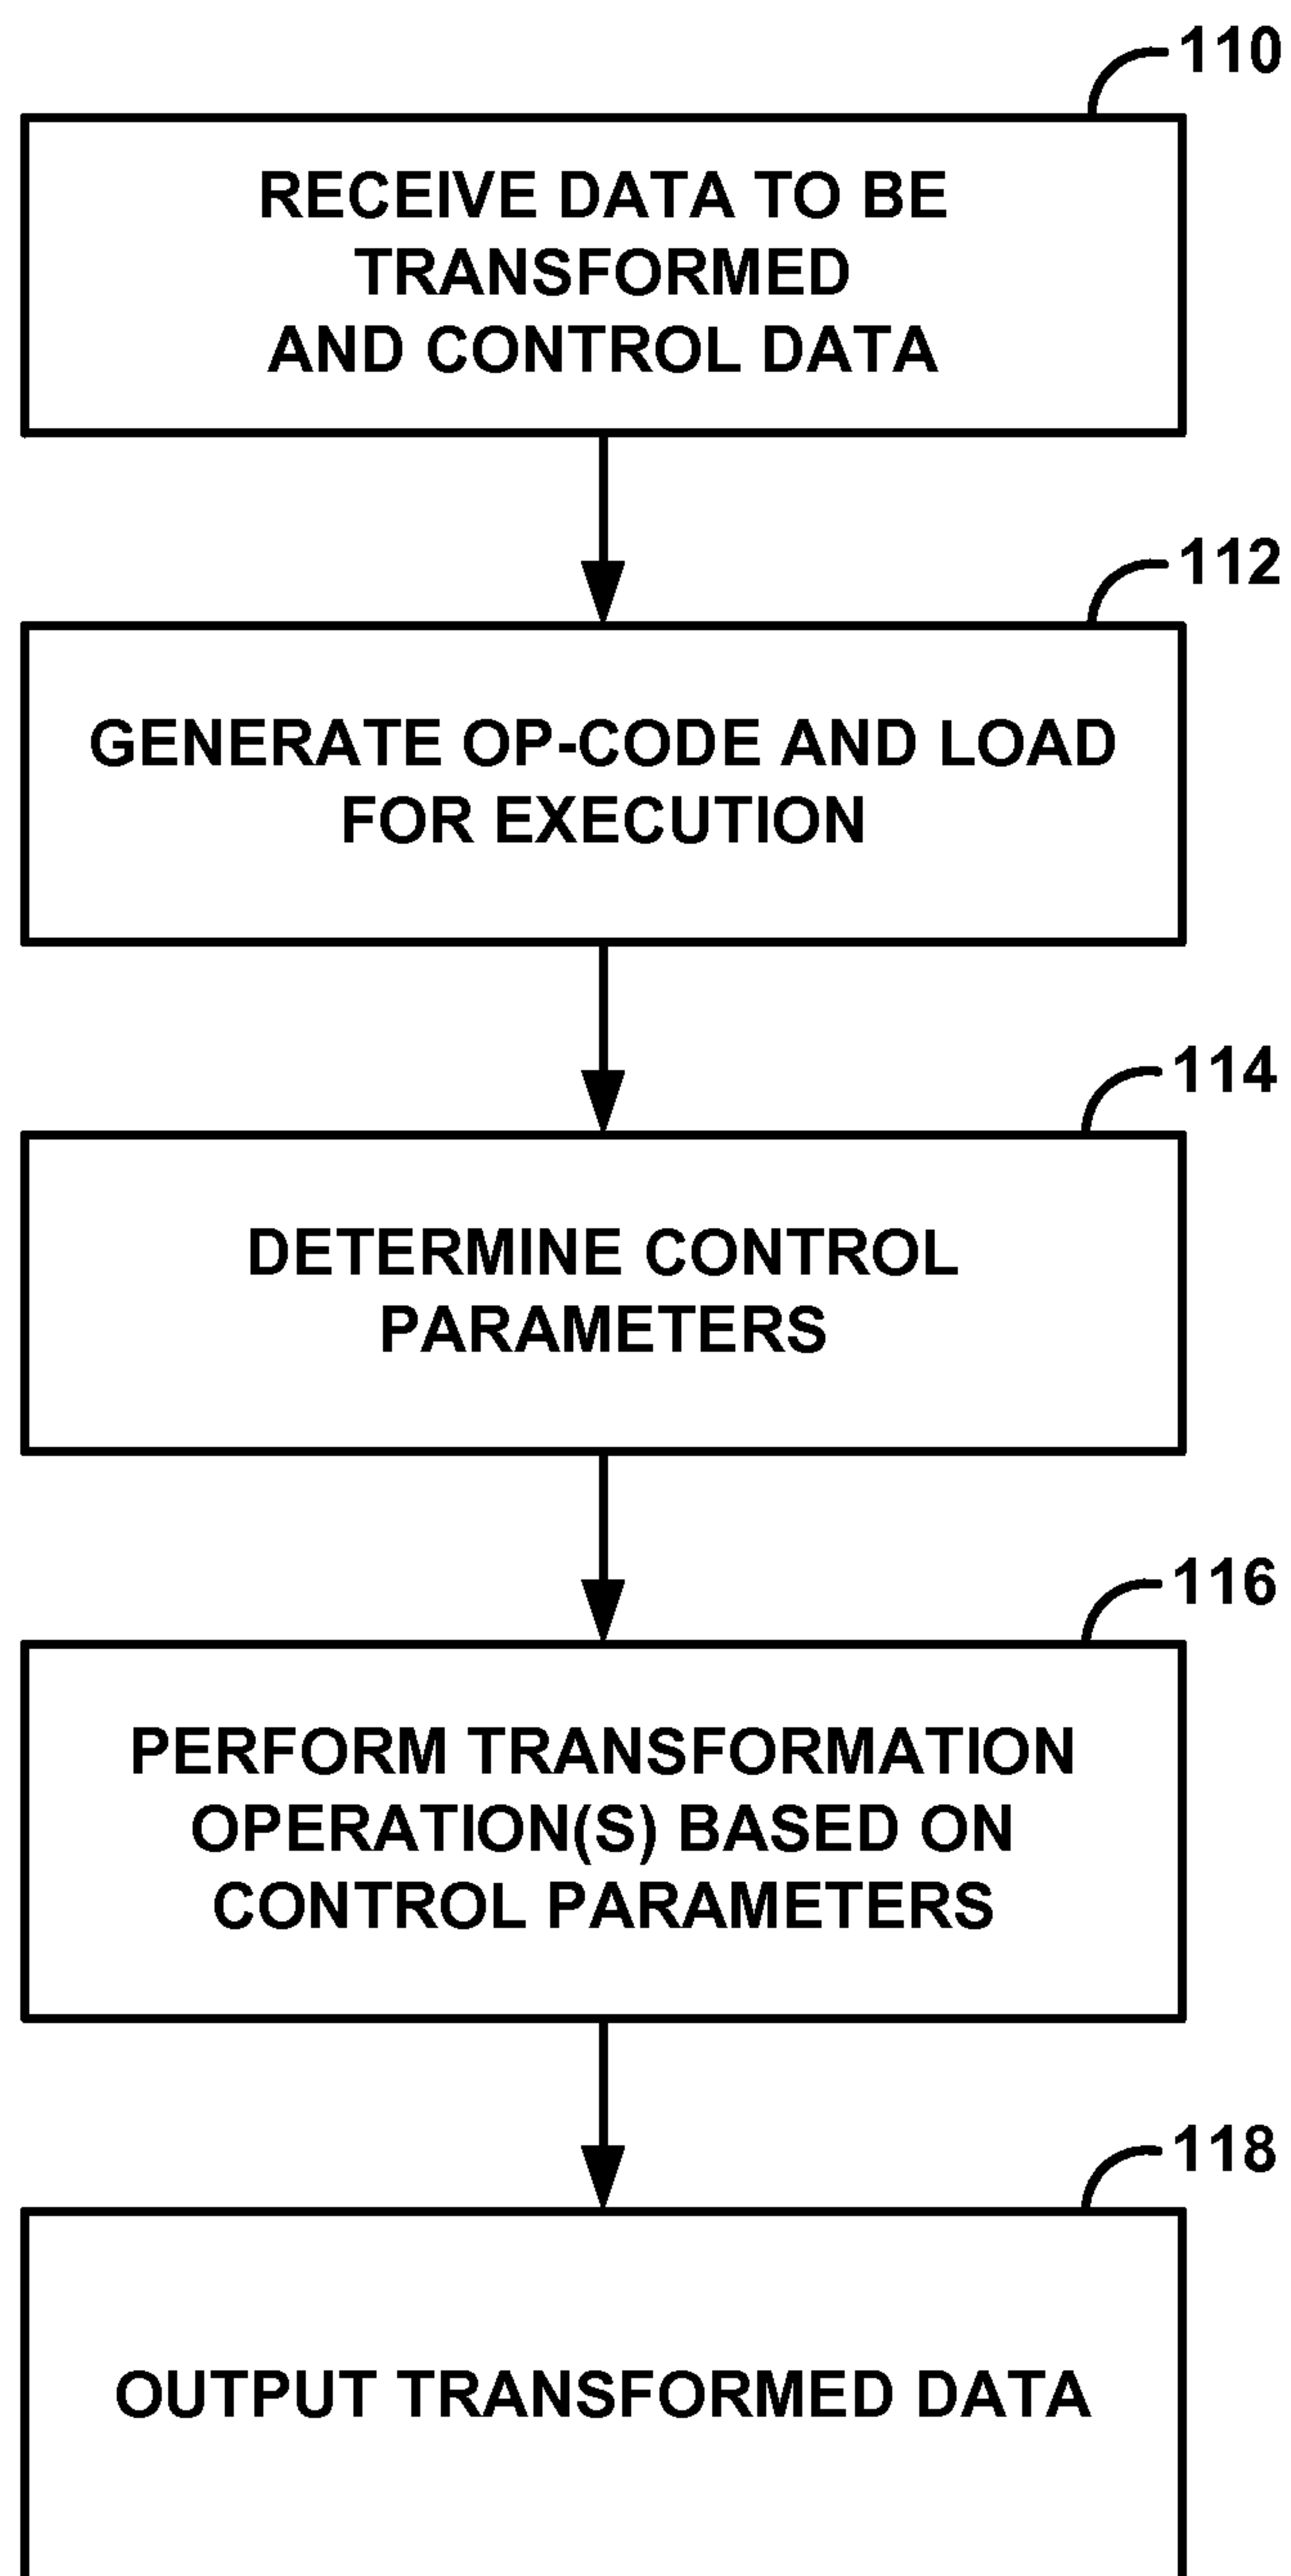 110
RECEIVE DATA TO BE
TRANSFORMED
AND CONTROL DATA
112
GENERATE OP-CODE AND LOAD
FOR EXECUTION
114
DETERMINE CONTROL
PARAMETERS
116
PERFORM TRANSFORMATION
OPERATION(S) BASED ON
CONTROL PARAMETERS
118
OUTPUT TRANSFORMED DATA